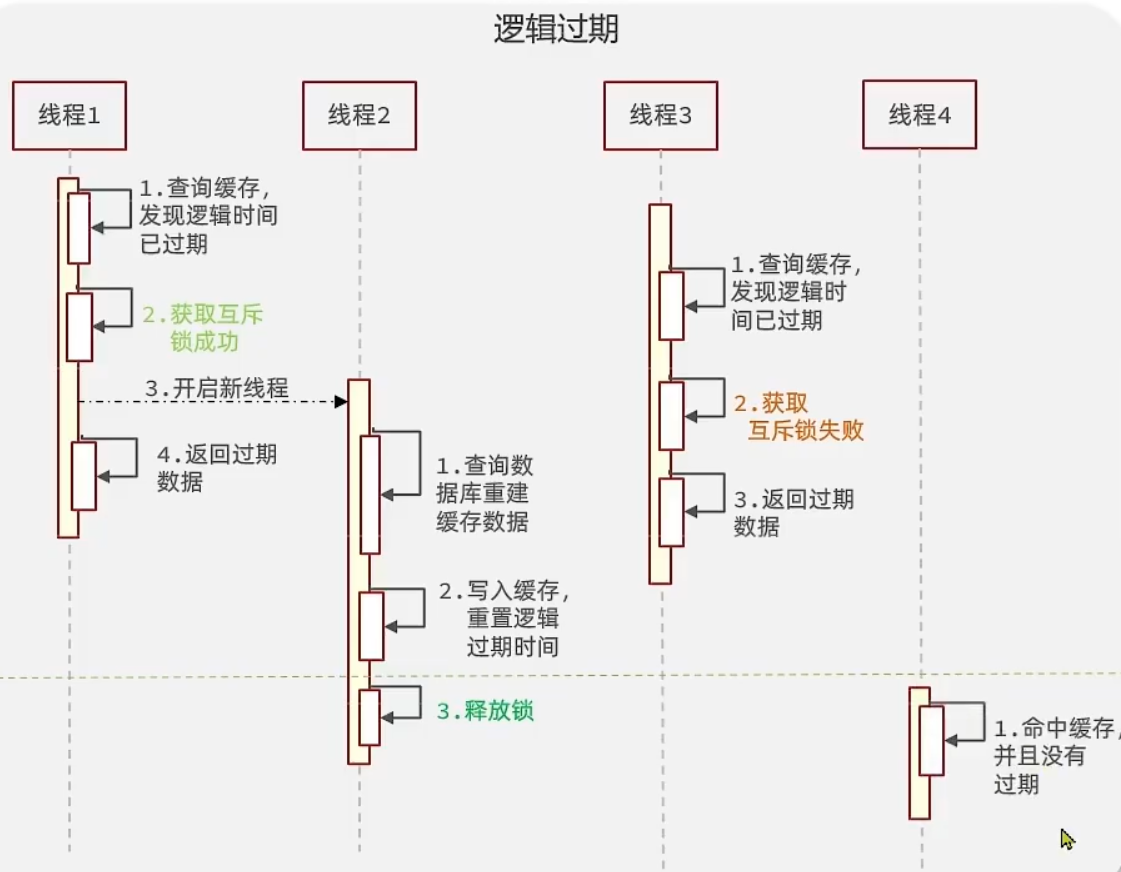 逻辑过期
线程1
线程2
线程3
线程4
1.查询缓存，
发现逻辑时间
已过期
2.获取互斥
锁成功
3.开启新线程
4.返回过期
数据
1.查询数
据库重建
缓存数据
2.写入缓存，
重置逻辑
过期时间
3.释放锁
1.查询缓存，
发现逻辑时
间已过期
2.获取
互斥锁失败
3.返回过期
数据
1.命中缓存，
并且没有
过期